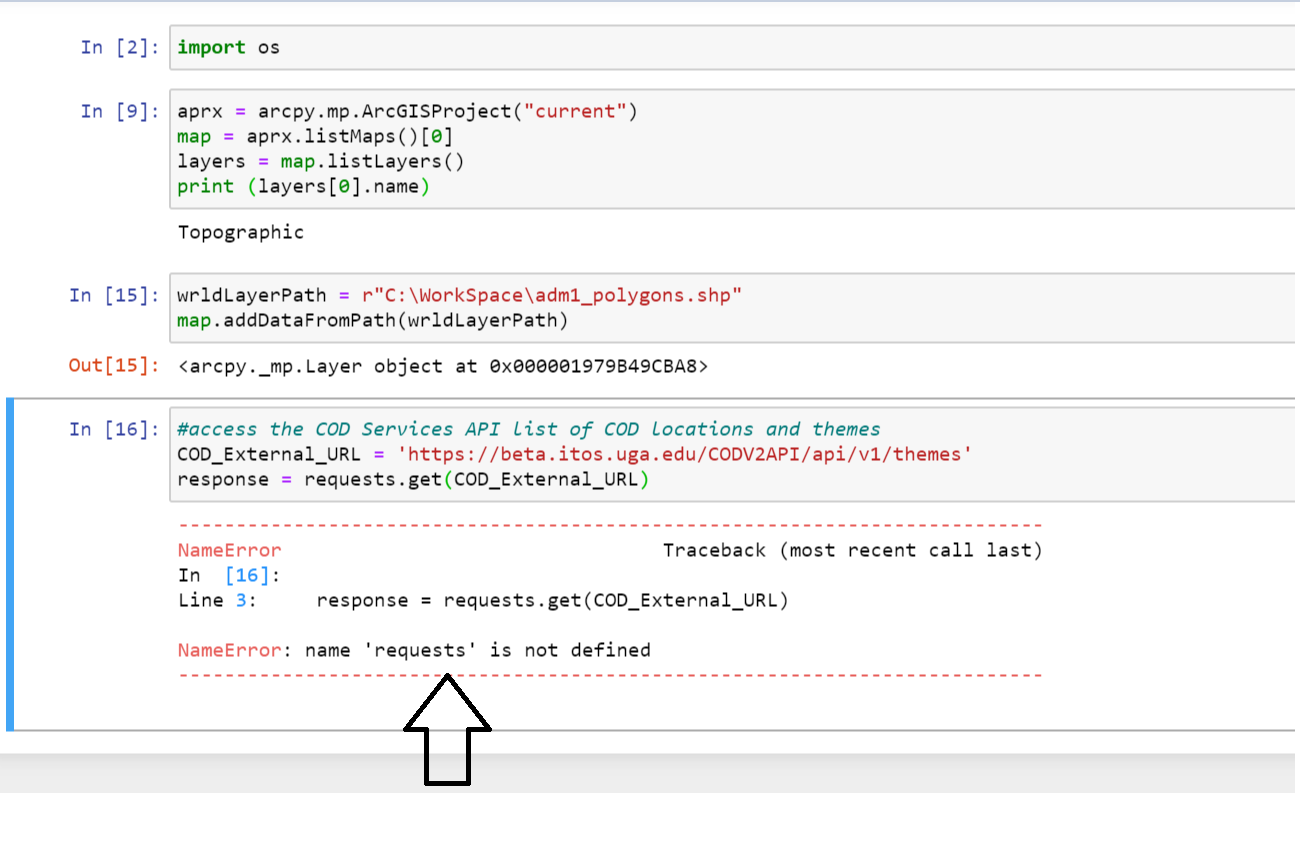 In [2]: import os
In [9]: aprx = arcpy.mp.ArcGISProject("current")
map = aprx.listMaps()[0]
layers = map.listLayers()
print (layers[0].name)
Topographic
In [15]: wrldLayerPath = r"C:\WorkSpace\adm1_polygons.shp"
map.addDataFromPath(wrldLayerPath)
Out[15]: <arcpy._mp.Layer object at 0x000001979B49CBA8>
In [16]: #access the COD Services API list of COD locations and themes
COD_External_URL = 'https://beta.itos.uga.edu/CODV2API/api/v1/themes'
response = requests.get(COD_External_URL)
---------------------------------------------------------------------------
NameError                                 Traceback (most recent call last)
In  [16]:
Line 3:     response = requests.get(COD_External_URL)
NameError: name 'requests' is not defined
---------------------------------------------------------------------------